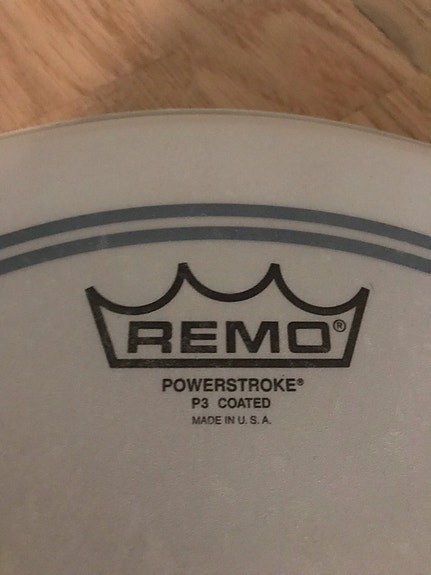 REMO®
POWERSTROKE®
P3 COATED
MADE IN U.S.A.